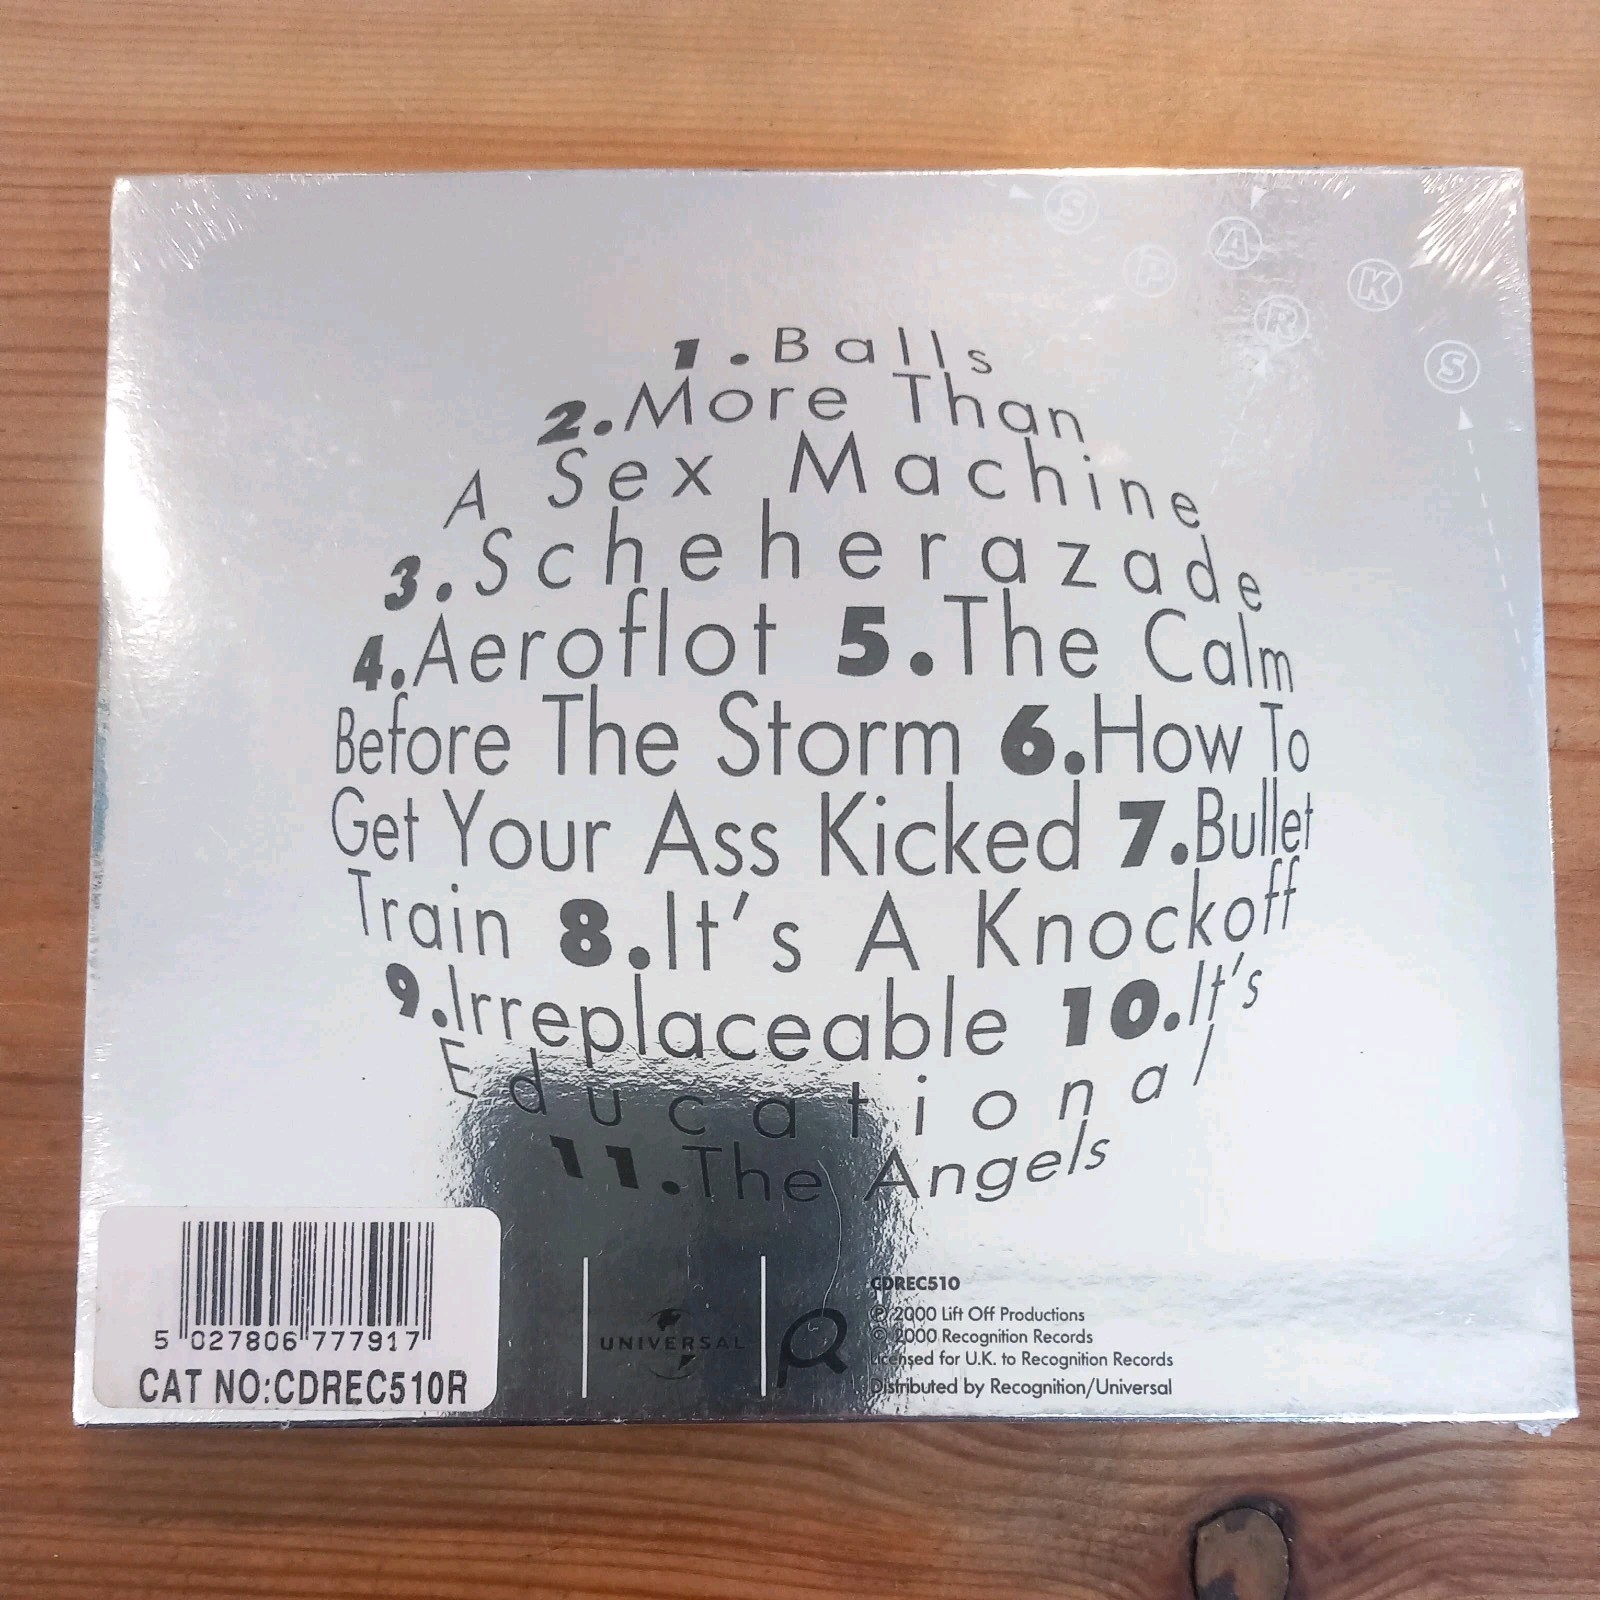 S P A R K S
1. Balls
2. More Than
A Sex Machine
3. Scheherazade
4. Aeroflot 5. The Calm
Before The Storm 6. How To
Get Your Ass Kicked 7. Bullet
Train 8. It's A Knockoff
9. Irreplaceable 10. It's
Educational
11. The Angels
5 027806 777917
CAT NO:CDREC510R
UNIVERSAL
CDREC510
℗ 2000 Lift Off Productions
© 2000 Recognition Records
Licensed for U.K. to Recognition Records
Distributed by Recognition/Universal